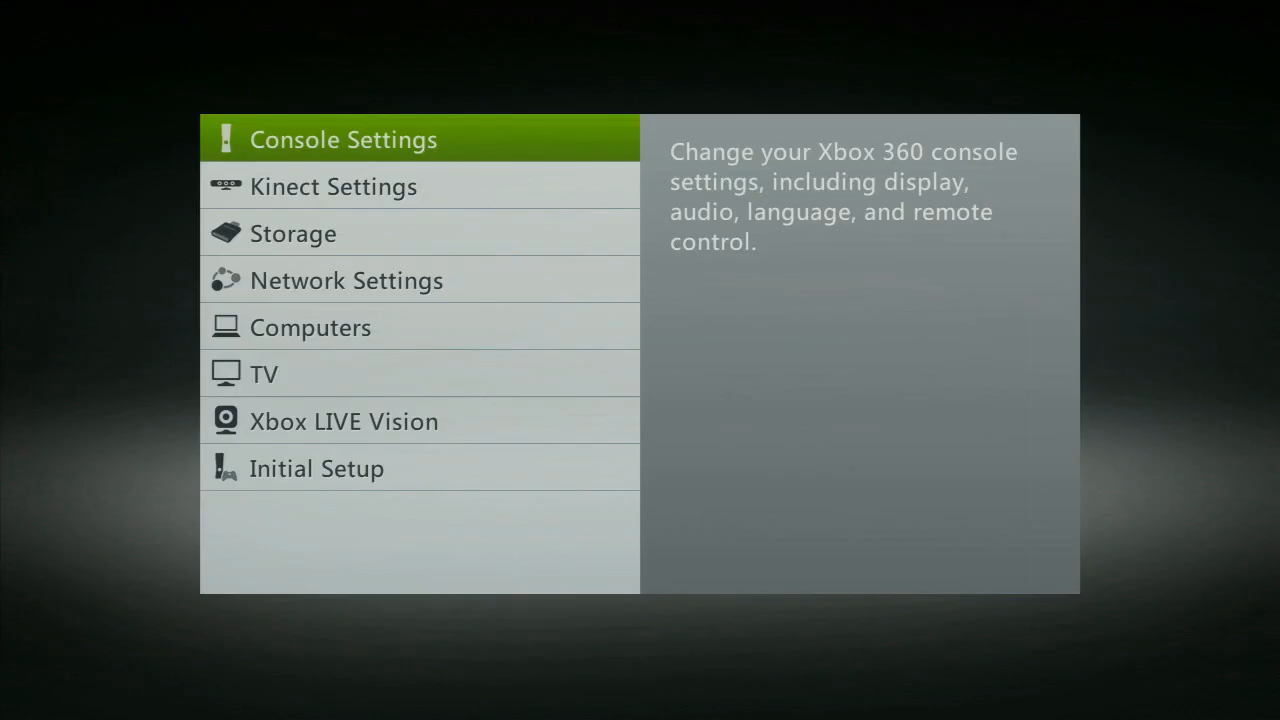 Console Settings
Kinect Settings
Storage
Network Settings
Computers
TV
Xbox LIVE Vision
Initial Setup
Change your Xbox 360 console
settings, including display,
audio, language, and remote
control.